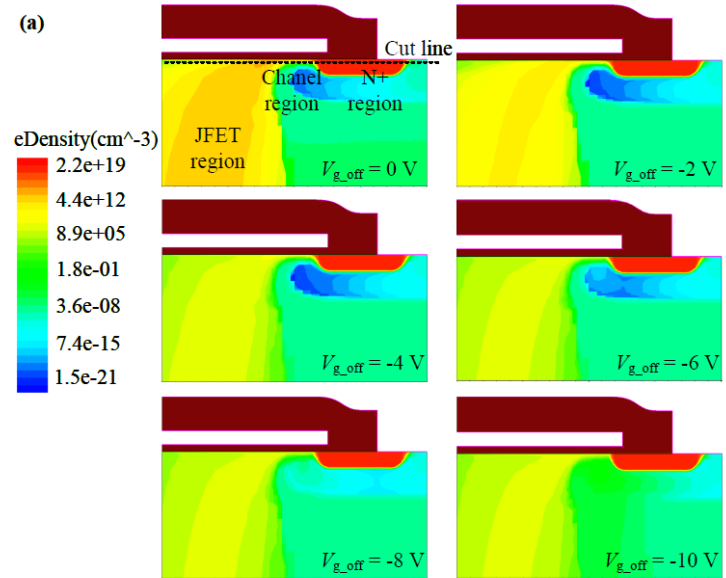 (a)
Cut line
Chanel
region
N+
region
JFET
region
V_g_off = 0 V
V_g_off = -2 V
eDensity(cm^-3)
2.2e+19
4.4e+12
8.9e+05
1.8e-01
3.6e-08
7.4e-15
1.5e-21
V_g_off = -4 V
V_g_off = -6 V
V_g_off = -8 V
V_g_off = -10 V